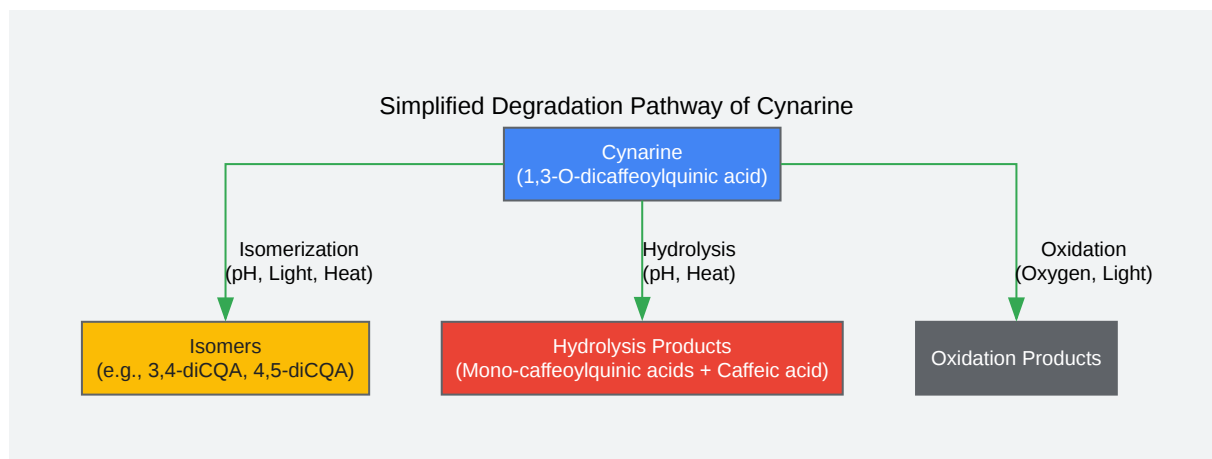 Simplified Degradation Pathway of Cynarine
Cynarine
(1,3-O-dicaffeoylquinic acid)
Isomerization
(pH, Light, Heat)
Hydrolysis
(pH, Heat)
Oxidation
(Oxygen, Light)
Isomers
(e.g., 3,4-diCQA, 4,5-diCQA)
Hydrolysis Products
(Mono-caffeoylquinic acids + Caffeic acid)
Oxidation Products